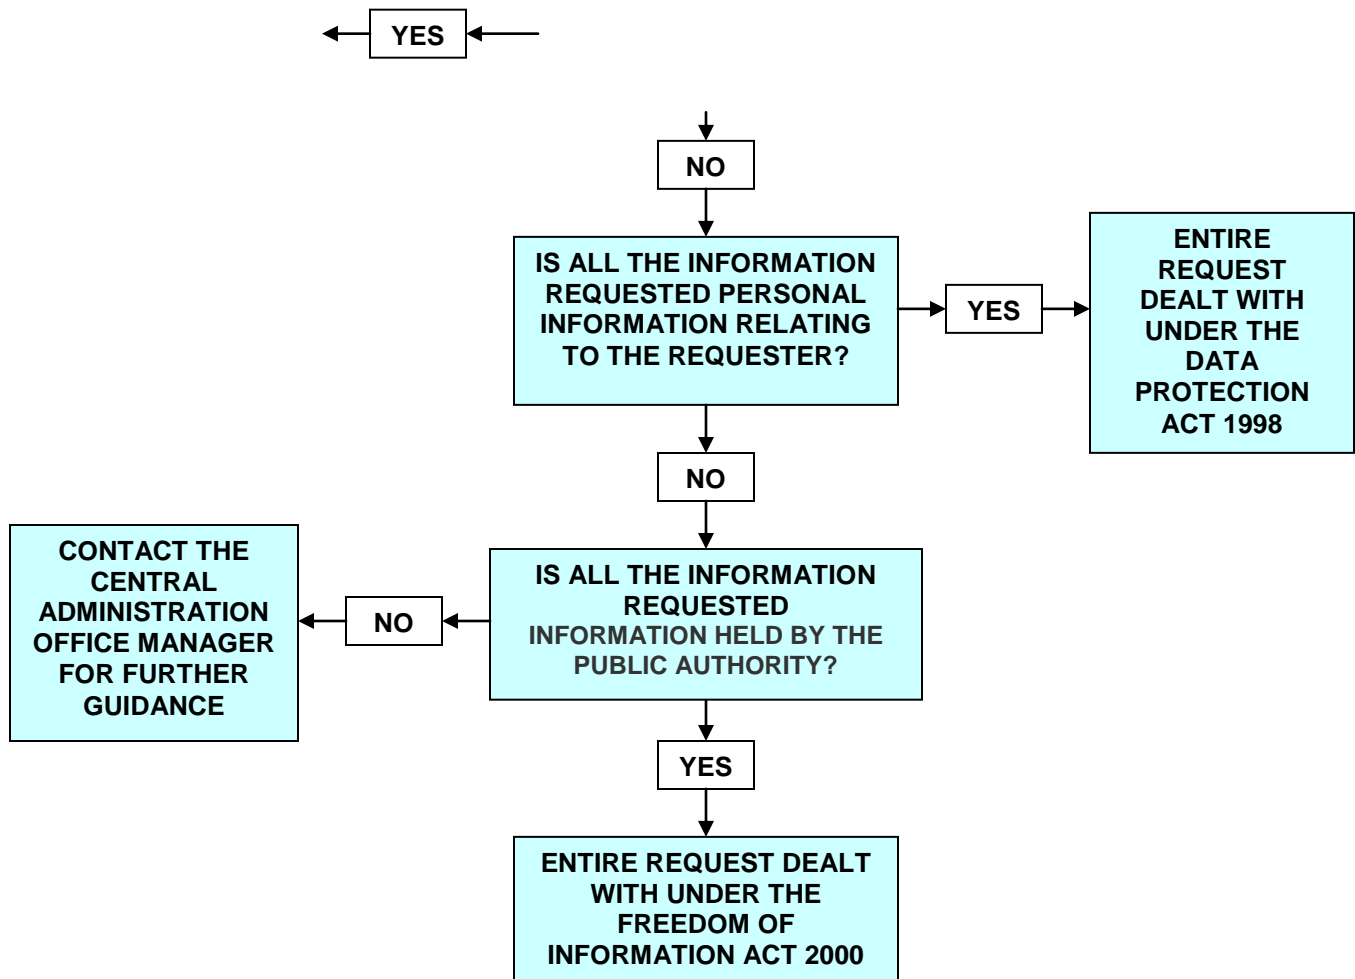 YES
NO
IS ALL THE INFORMATION
REQUESTED PERSONAL
INFORMATION RELATING
TO THE REQUESTER?
YES
ENTIRE
REQUEST
DEALT WITH
UNDER THE
DATA
PROTECTION
ACT 1998
NO
CONTACT THE
CENTRAL
ADMINISTRATION
OFFICE MANAGER
FOR FURTHER
GUIDANCE
NO
IS ALL THE INFORMATION
REQUESTED
INFORMATION HELD BY THE
PUBLIC AUTHORITY?
YES
ENTIRE REQUEST DEALT
WITH UNDER THE
FREEDOM OF
INFORMATION ACT 2000